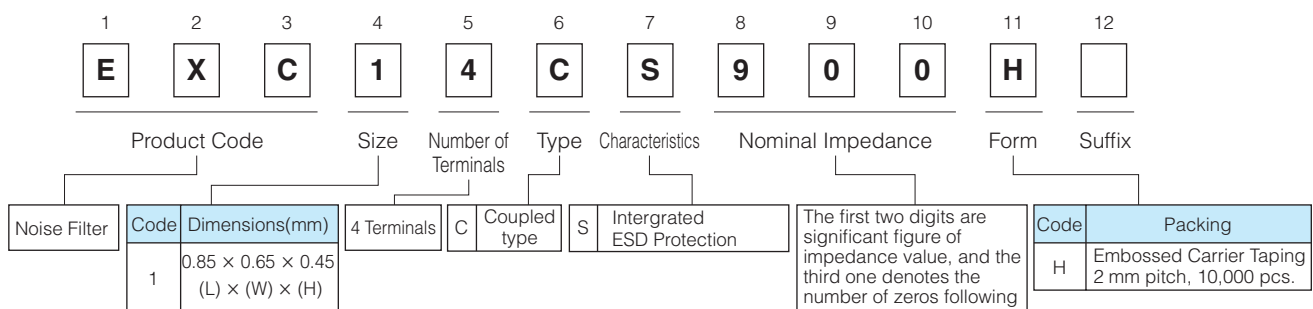 1 2 3 4 5 6 7 8 9 10 11 12
E X C 1 4 C S 9 0 0 H
Product Code Size Number of Terminals Type Characteristics Nominal Impedance Form Suffix
Noise Filter
Code Dimensions(mm)
1 0.85 × 0.65 × 0.45
(L) × (W) × (H)
4 Terminals
C Coupled
type
S Intergrated
ESD Protection
The first two digits are
significant figure of
impedance value, and the
third one denotes the
number of zeros following
Code Packing
H Embossed Carrier Taping
2 mm pitch, 10,000 pcs.